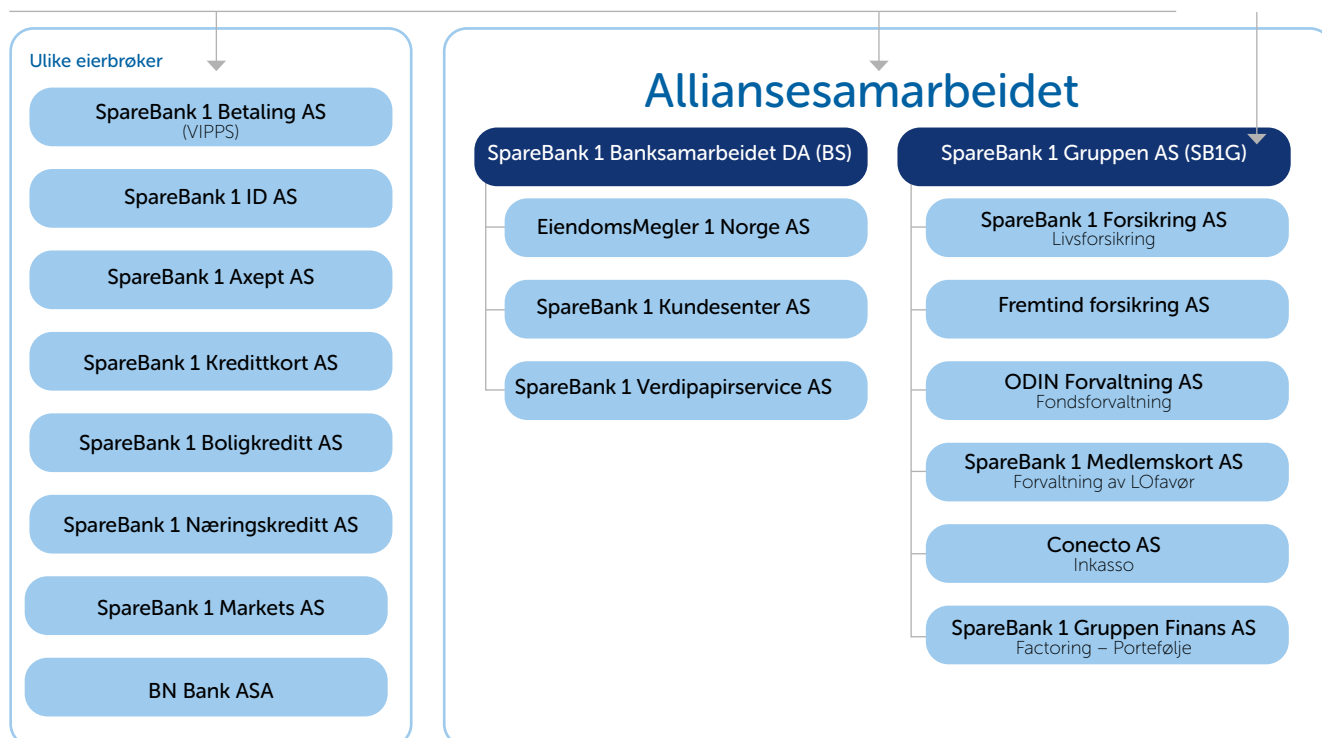 Ulike eierbrøker
SpareBank 1 Betaling AS
(VIPPS)
SpareBank 1 ID AS
SpareBank 1 Axept AS
SpareBank 1 Kredittkort AS
SpareBank 1 Boligkreditt AS
SpareBank 1 Næringskreditt AS
SpareBank 1 Markets AS
BN Bank ASA
Alliansesamarbeidet
SpareBank 1 Banksamarbeidet DA (BS)
EiendomsMegler 1 Norge AS
SpareBank 1 Kundesenter AS
SpareBank 1 Verdipapirservice AS
SpareBank 1 Gruppen AS (SB1G)
SpareBank 1 Forsikring AS
Livsforsikring
Fremtind forsikring AS
ODIN Forvaltning AS
Fondsforvaltning
SpareBank 1 Medlemskort AS
Forvaltning av LOfavør
Conecto AS
Inkasso
SpareBank 1 Gruppen Finans AS
Factoring – Portefølje